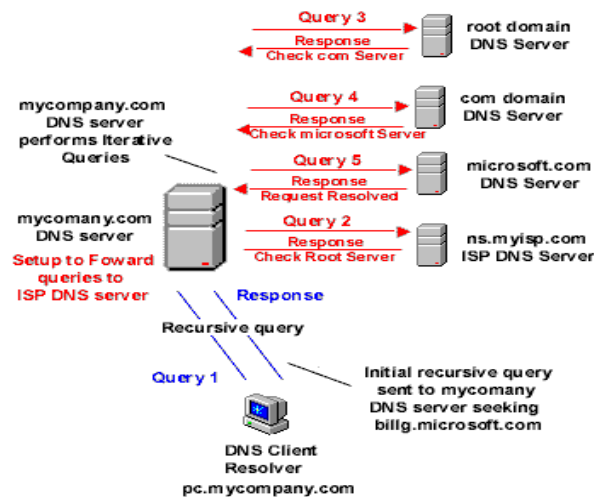 Query 3
Response
Check com Server
root domain
DNS Server
Query 4
Response
Check microsoft Server
com domain
DNS Server
mycompany.com
DNS server
performs Iterative
Queries
Query 5
Response
Request Resolved
microsoft.com
DNS Server
mycomany.com
DNS server
Setup to Foward
queries to
ISP DNS server
Query 2
Response
Check Root Server
ns.myisp.com
ISP DNS Server
Response
Recursive query
Query 1
Initial recursive query
sent to mycomany
DNS server seeking
billg.microsoft.com
DNS Client
Resolver
pc.mycompany.com